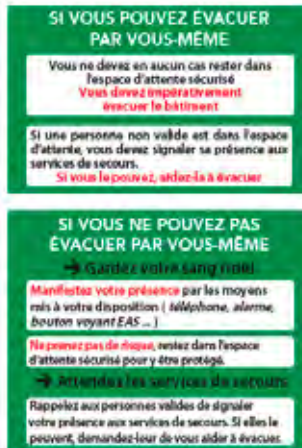 SI VOUS POUVEZ ÉVACUER
PAR VOUS-MÊME
Vous ne devez en aucun cas rester dans
l'espace d'attente sécurisé
Vous devez impérativement
évacuer le bâtiment
Si une personne non valide est dans l'espace
d'attente, vous devez signaler sa présence aux
services de secours.
Si vous le pouvez, aidez-la à évacuer
SI VOUS NE POUVEZ PAS
ÉVACUER PAR VOUS-MÊME
→ Gardez votre sang froid
Manifestez votre présence par les moyens
mis à votre disposition ( téléphone, alarme,
bouton voyant EAS ... )
Ne prenez pas de risque, restez dans l'espace
d'attente sécurisé pour y être protégé.
→ Attendez les services de secours
Rappelez aux personnes valides de signaler
votre présence aux services de secours. Si elles le
peuvent, demandez-leur de vous aider à évacuer.